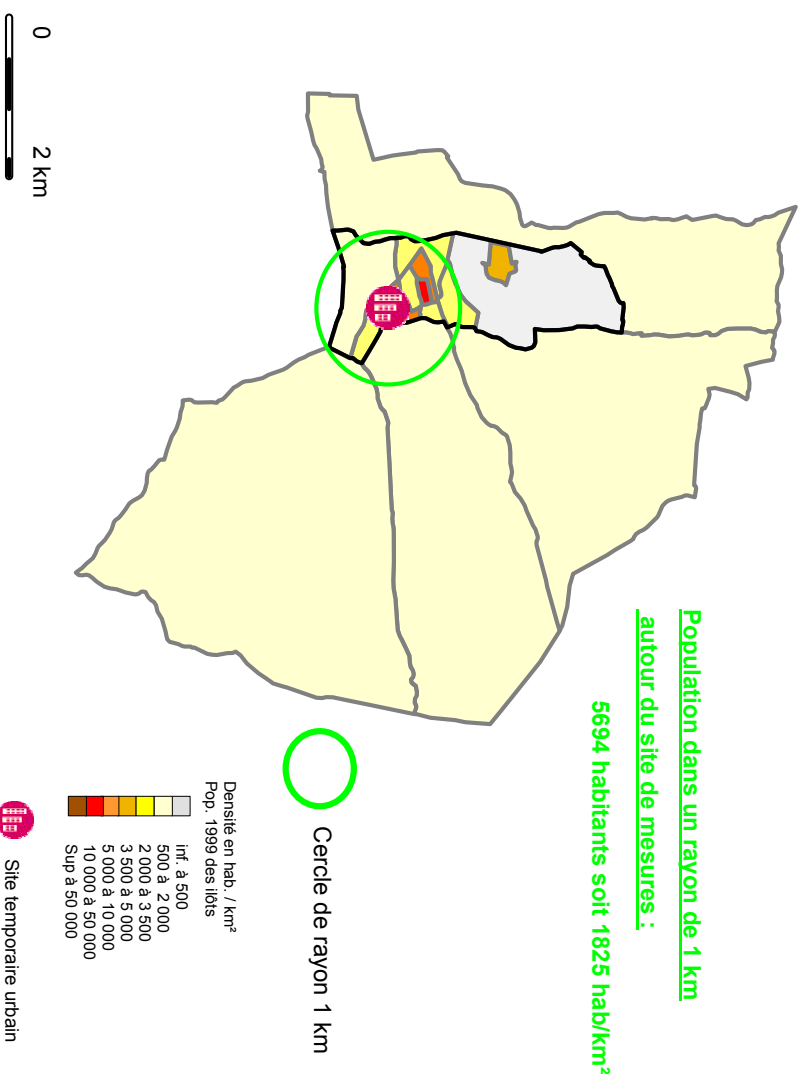 Population dans un rayon de 1 km
autour du site de mesures :
5694 habitants soit 1825 hab/km²
Cercle de rayon 1 km
Densité en hab. / km²
Pop. 1999 des ilôts
inf. à 500
500 à 2 000
2 000 à 3 500
3 500 à 5 000
5 000 à 10 000
10 000 à 50 000
Sup à 50 000
Site temporaire urbain
0 2 km